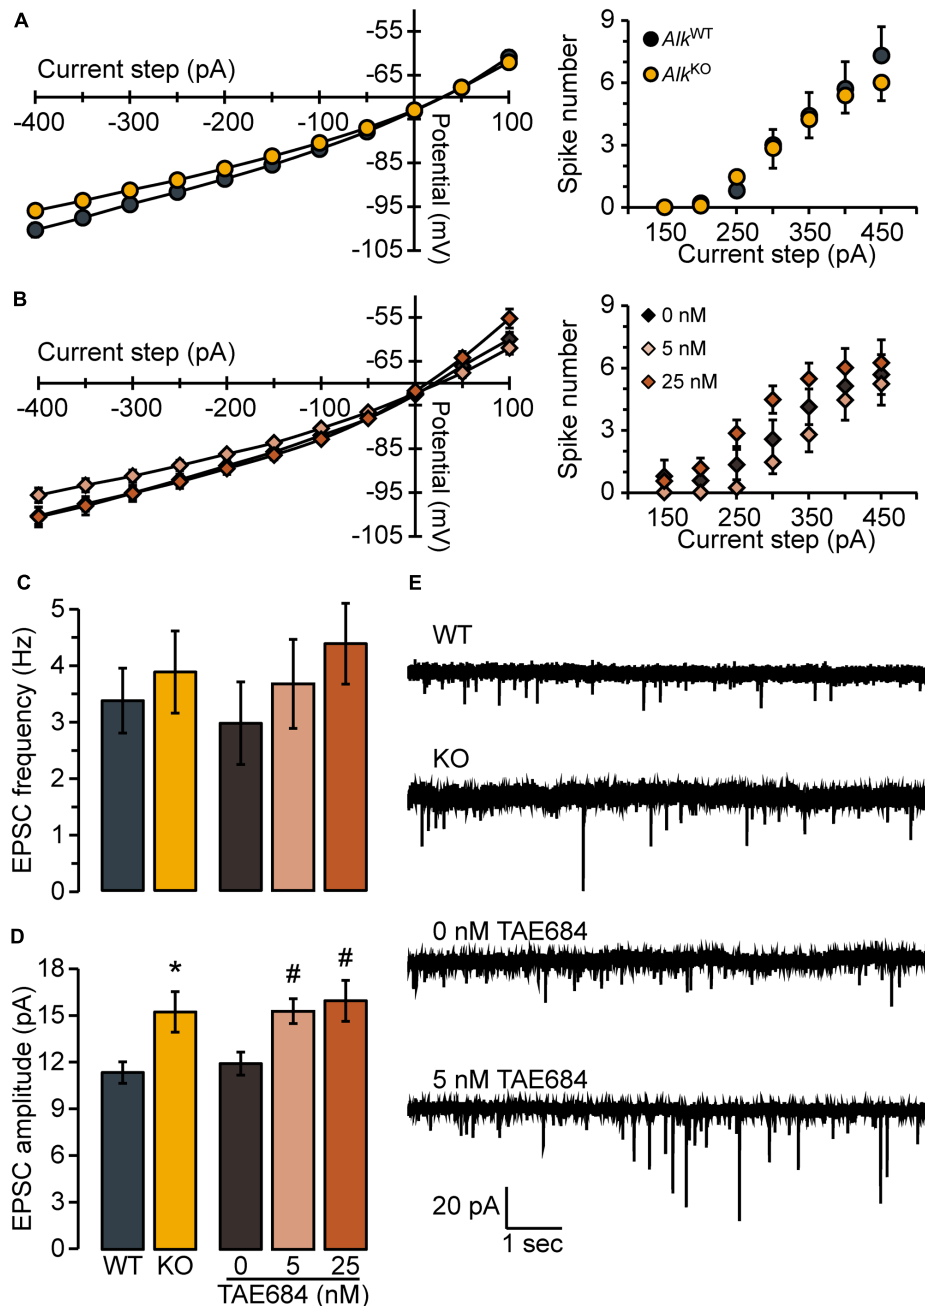 A
Current step (pA)
-400 -300 -200 -100 100
-55
-65
-85
-95
-105
Potential (mV)
Spike number
9
6
3
0
Alk^WT
Alk^KO
150 250 350 450
Current step (pA)
B
Current step (pA)
-400 -300 -200 -100 100
-55
-65
-85
-95
-105
Potential (mV)
Spike number
9
6
3
0
0 nM
5 nM
25 nM
150 250 350 450
Current step (pA)
C
EPSC frequency (Hz)
5
4
3
2
1
0
D
EPSC amplitude (pA)
18
15
12
9
6
3
0
* # #
WT KO 0 5 25
TAE684 (nM)
E
WT
KO
0 nM TAE684
5 nM TAE684
20 pA
1 sec